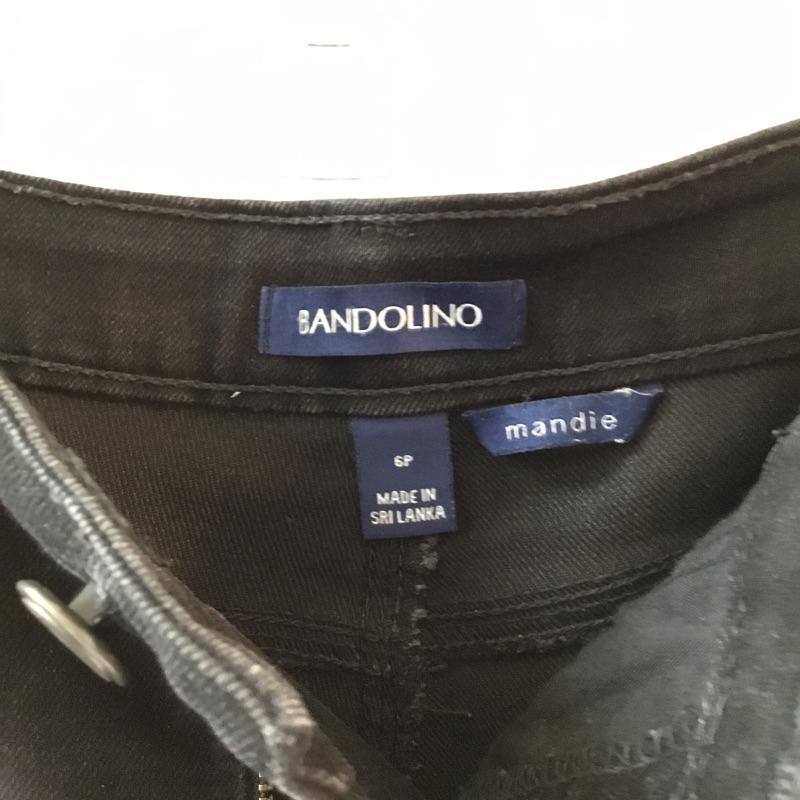 BANDOLINO
mandie
6P
MADE IN
SRI LANKA